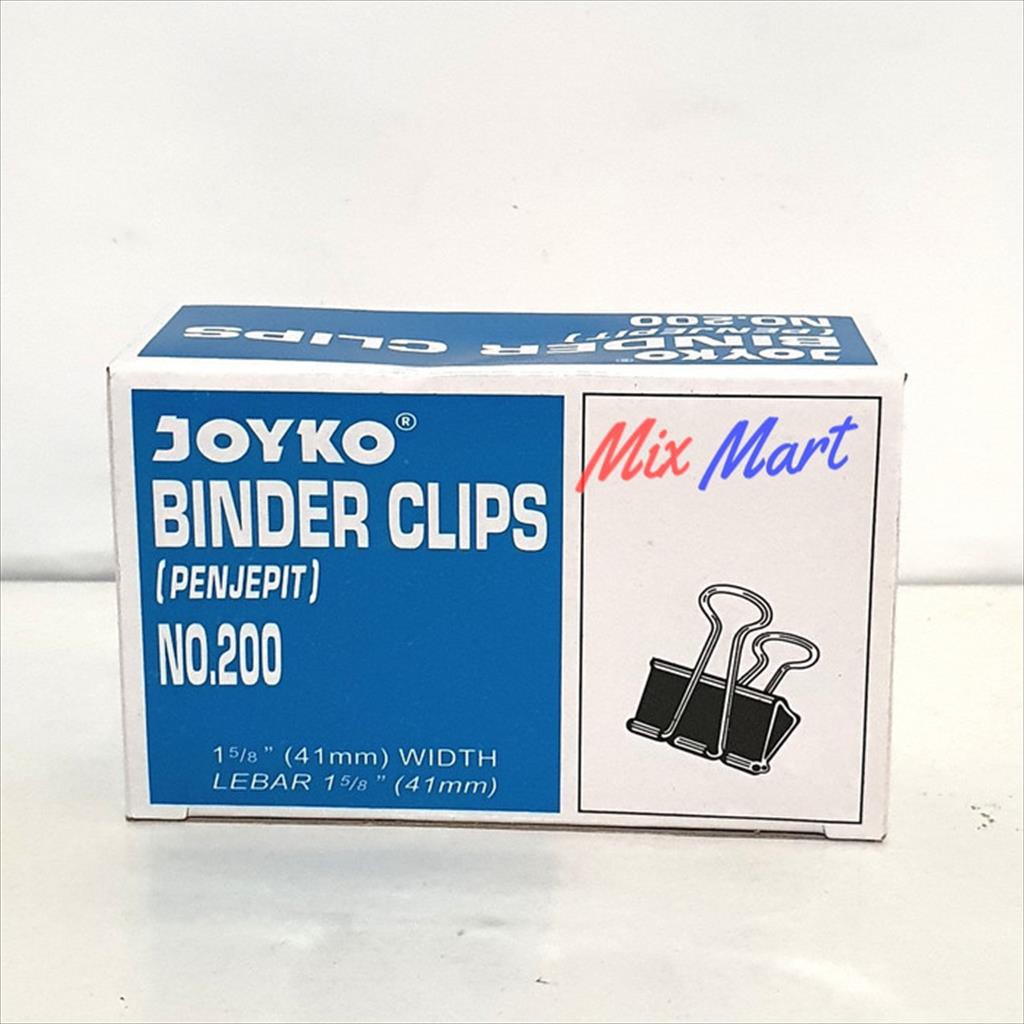 JOYKO
BINDER CLIPS
(PENJEPIT)
NO.200
JOYKO®
BINDER CLIPS
(PENJEPIT)
NO.200
1 5/8 " (41mm) WIDTH
LEBAR 1 5/8 " (41mm)
Mix Mart